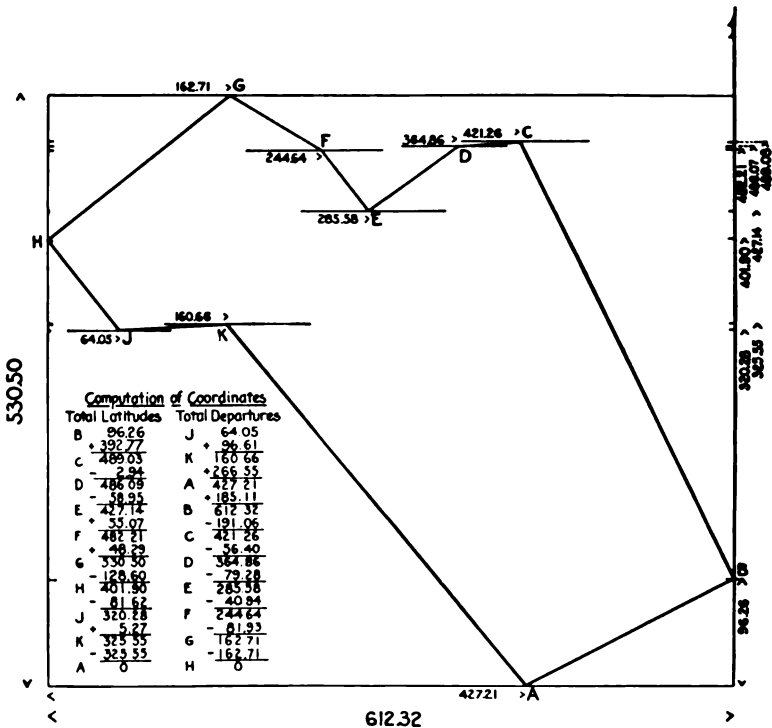 162.71 > G
F
244.64 >
364.86 >
D
421.26 > C
285.58 > E
482.21 >
488.07 >
489.03 >
427.14 >
401.90 >
H
160.66 >
K
64.05 > J
320.28 >
325.55 >
530.50
Computation of Coordinates
Total Latitudes Total Departures
B 96.26 J 64.05
+ 392.77 + 96.61
C 489.03 K 160.66
- 2.94 + 266.55
D 486.09 A 427.21
- 58.95 + 185.11
E 427.14 B 612.32
+ 55.07 - 191.06
F 482.21 C 421.26
+ 48.29 - 56.40
G 530.50 D 364.86
- 128.60 - 79.28
H 401.90 E 285.58
- 81.62 - 40.94
J 320.28 F 244.64
+ 5.27 - 81.93
K 325.55 G 162.71
- 325.55 - 162.71
A 0 H 0
B
96.26
427.21 > A
612.32